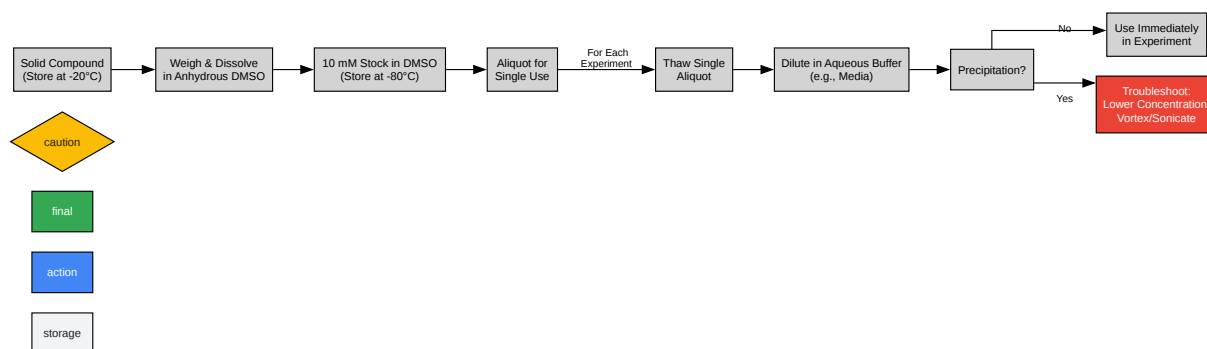 Solid Compound
(Store at -20°C)
Weigh & Dissolve
in Anhydrous DMSO
10 mM Stock in DMSO
(Store at -80°C)
Aliquot for
Single Use
For Each
Experiment
Thaw Single
Aliquot
Dilute in Aqueous Buffer
(e.g., Media)
Precipitation?
No
Use Immediately
in Experiment
Yes
Troubleshoot:
Lower Concentration
Vortex/Sonicate
caution
final
action
storage